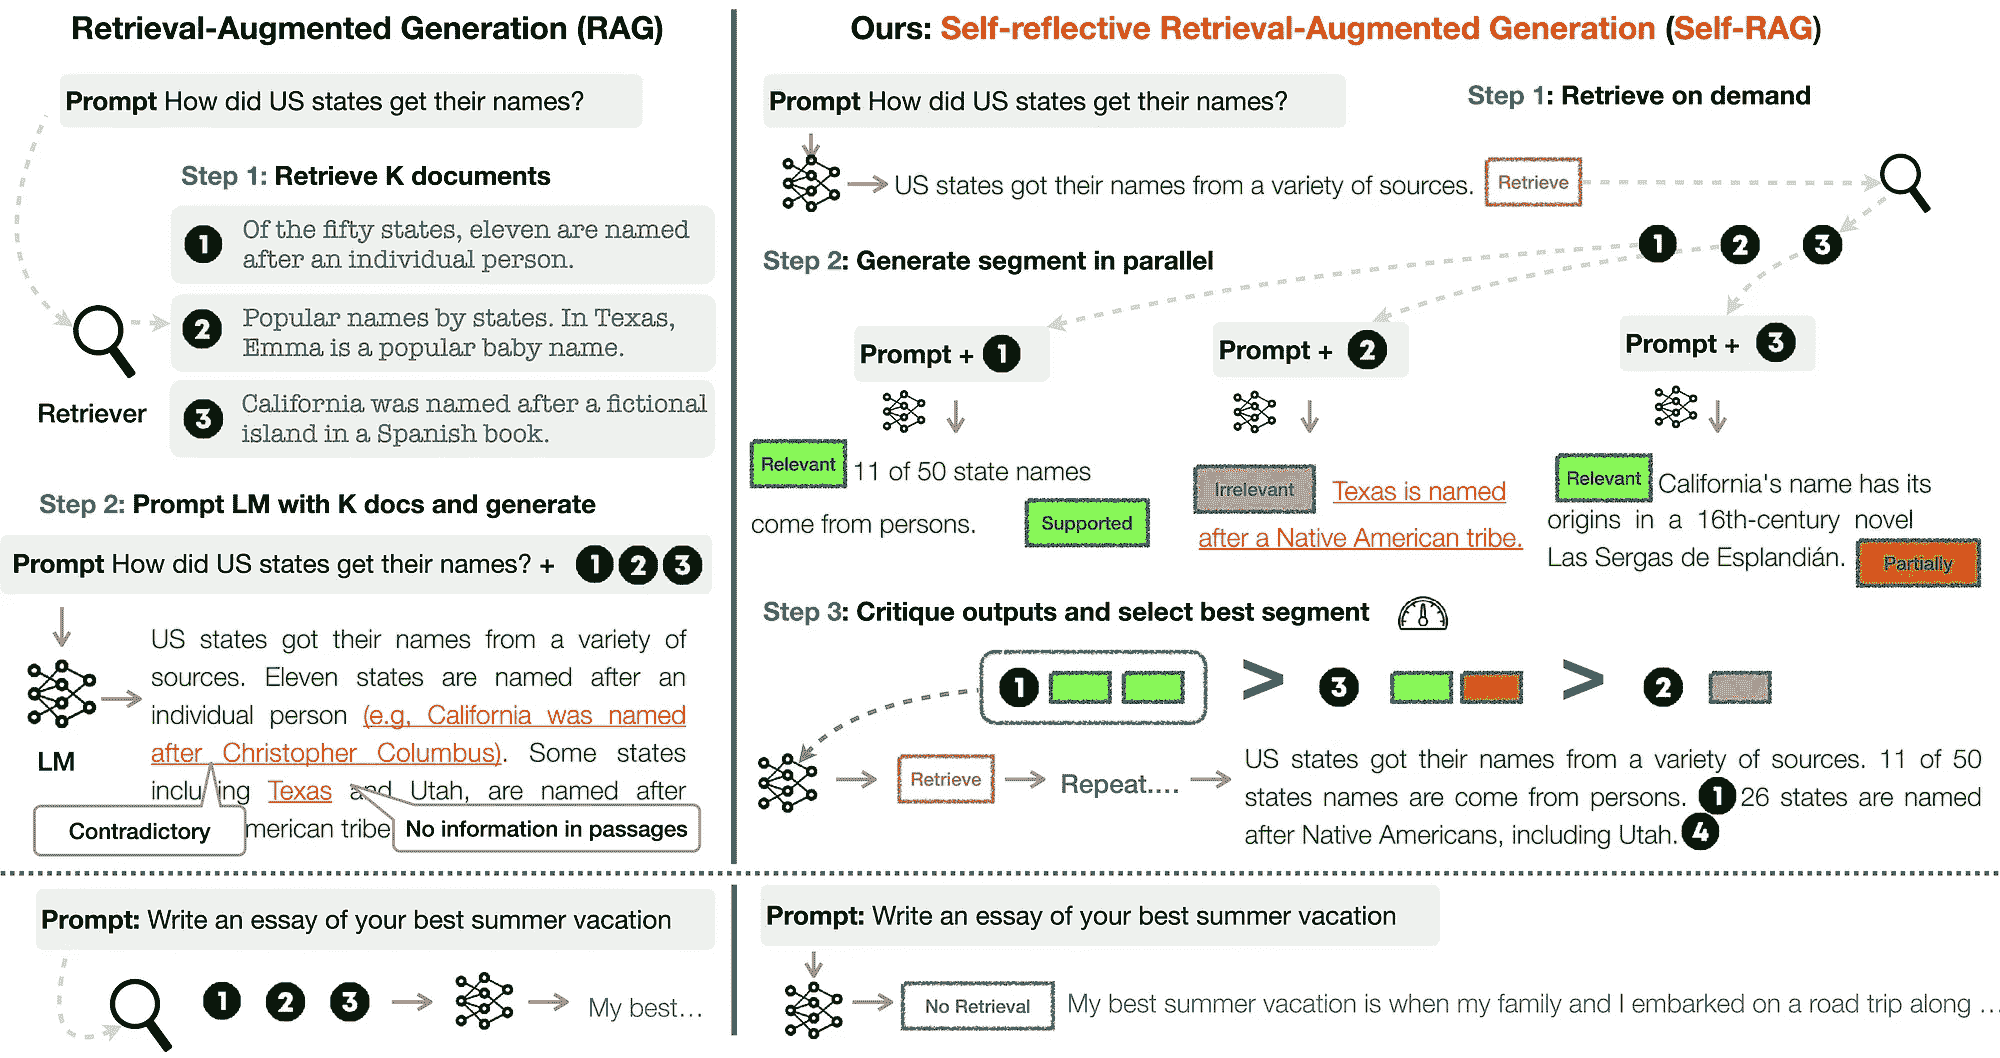 Retrieval-Augmented Generation (RAG)
Prompt How did US states get their names?
Step 1: Retrieve K documents
1 Of the fifty states, eleven are named
after an individual person.
2 Popular names by states. In Texas,
Emma is a popular baby name.
Retriever
3 California was named after a fictional
island in a Spanish book.
Step 2: Prompt LM with K docs and generate
Prompt How did US states get their names? + 1 2 3
US states got their names from a variety of
sources. Eleven states are named after an
individual person (e.g, California was named
after Christopher Columbus). Some states
including Texas and Utah, are named after
merican tribe
LM
Contradictory
No information in passages
Ours: Self-reflective Retrieval-Augmented Generation (Self-RAG)
Prompt How did US states get their names?
Step 1: Retrieve on demand
US states got their names from a variety of sources. Retrieve
1 2 3
Step 2: Generate segment in parallel
Prompt + 1
Prompt + 2
Prompt + 3
Relevant 11 of 50 state names
come from persons. Supported
Irrelevant Texas is named
after a Native American tribe.
Relevant California's name has its
origins in a 16th-century novel
Las Sergas de Esplandián. Partially
Step 3: Critique outputs and select best segment
1 > 3 > 2
Retrieve Repeat....
US states got their names from a variety of sources. 11 of 50
states names are come from persons. 1 26 states are named
after Native Americans, including Utah. 4
Prompt: Write an essay of your best summer vacation
1 2 3 My best...
Prompt: Write an essay of your best summer vacation
No Retrieval My best summer vacation is when my family and I embarked on a road trip along ...